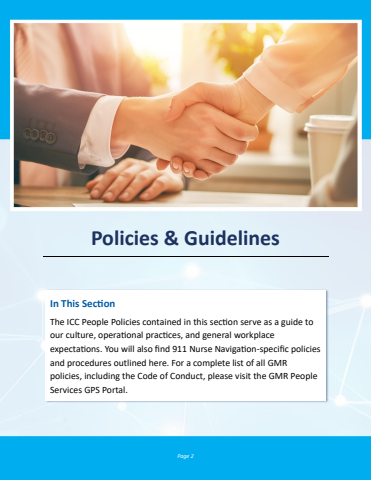 Policies & Guidelines
In This Section
The ICC People Policies contained in this section serve as a guide to
our culture, operational practices, and general workplace
expectations. You will also find 911 Nurse Navigation-specific policies
and procedures outlined here. For a complete list of all GMR
policies, including the Code of Conduct, please visit the GMR People
Services GPS Portal.
Page 2